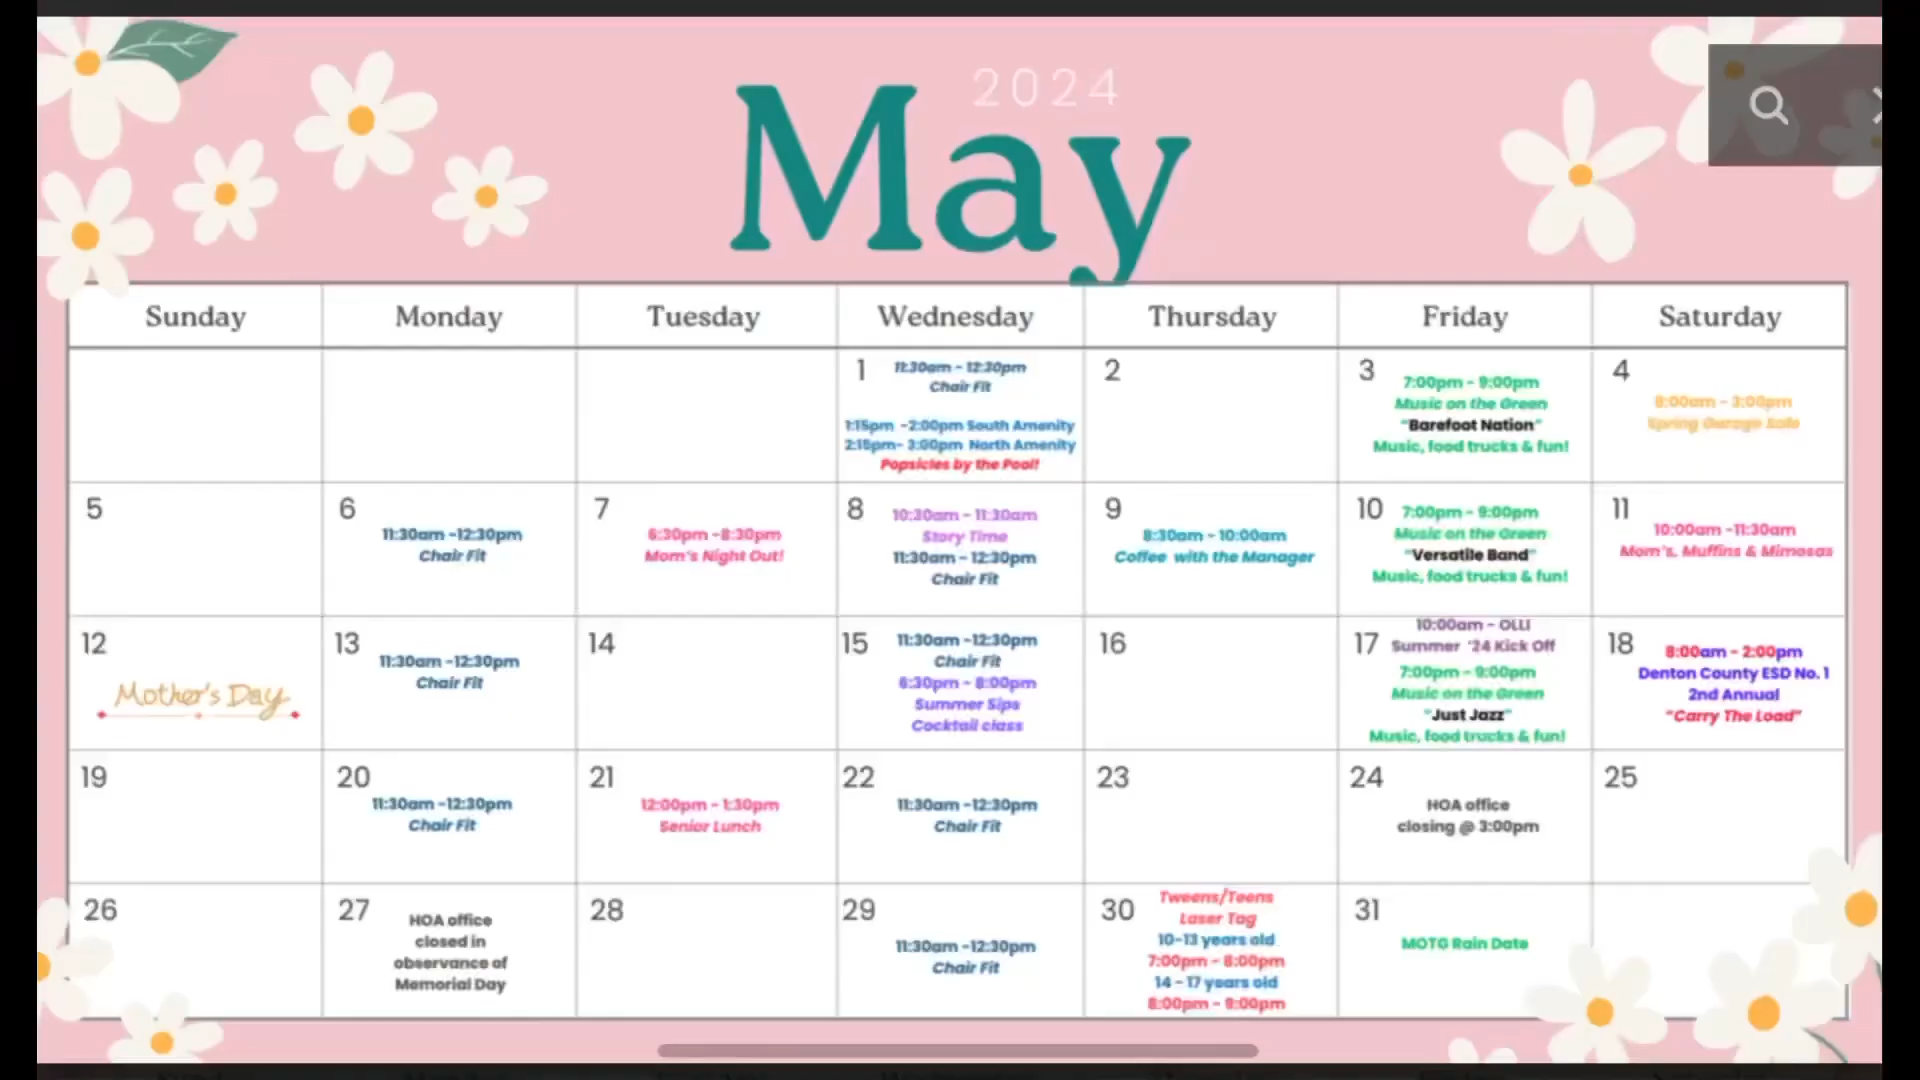 2024
May
Sunday Monday Tuesday Wednesday Thursday Friday Saturday
1
11:30am - 12:30pm
Chair Fit
1:15pm -2:00pm South Amenity
2:15pm- 3:00pm North Amenity
Popsicles by the Pool!
2
3
7:00pm - 9:00pm
Music on the Green
"Barefoot Nation"
Music, food trucks & fun!
4
8:00am - 3:00pm
Spring Garage Sale
5
6
11:30am -12:30pm
Chair Fit
7
6:30pm -8:30pm
Mom's Night Out!
8
10:30am - 11:30am
Story Time
11:30am - 12:30pm
Chair Fit
9
8:30am - 10:00am
Coffee with the Manager
10
7:00pm - 9:00pm
Music on the Green
"Versatile Band"
Music, food trucks & fun!
11
10:00am -11:30am
Mom's, Muffins & Mimosas
12
Mother's Day
13
11:30am -12:30pm
Chair Fit
14
15
11:30am -12:30pm
Chair Fit
6:30pm - 8:00pm
Summer Sips
Cocktail class
16
17
10:00am - OLLI
Summer '24 Kick Off
7:00pm - 9:00pm
Music on the Green
"Just Jazz"
Music, food trucks & fun!
18
8:00am - 2:00pm
Denton County ESD No. 1
2nd Annual
"Carry The Load"
19
20
11:30am -12:30pm
Chair Fit
21
12:00pm - 1:30pm
Senior Lunch
22
11:30am -12:30pm
Chair Fit
23
24
HOA office
closing @ 3:00pm
25
26
27
HOA office
closed in
observance of
Memorial Day
28
29
11:30am -12:30pm
Chair Fit
30
Tweens/Teens
Laser Tag
10-13 years old
7:00pm - 8:00pm
14 - 17 years old
8:00pm - 9:00pm
31
MOTG Rain Date